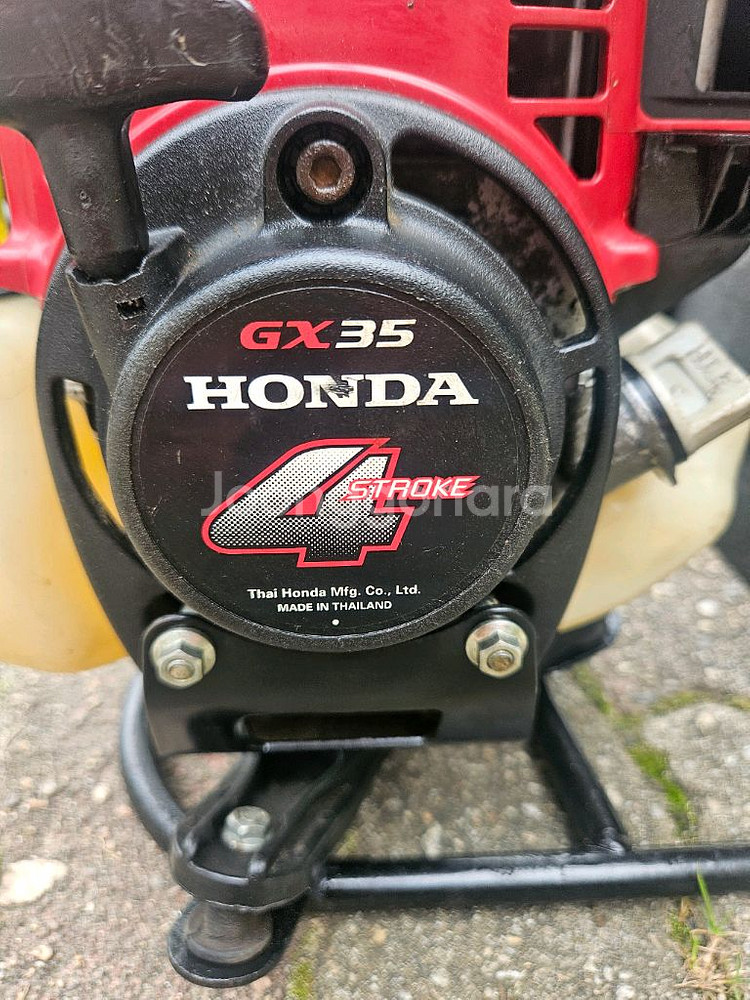 GX35
HONDA
4
STROKE
Thai Honda Mfg. Co., Ltd.
MADE IN THAILAND